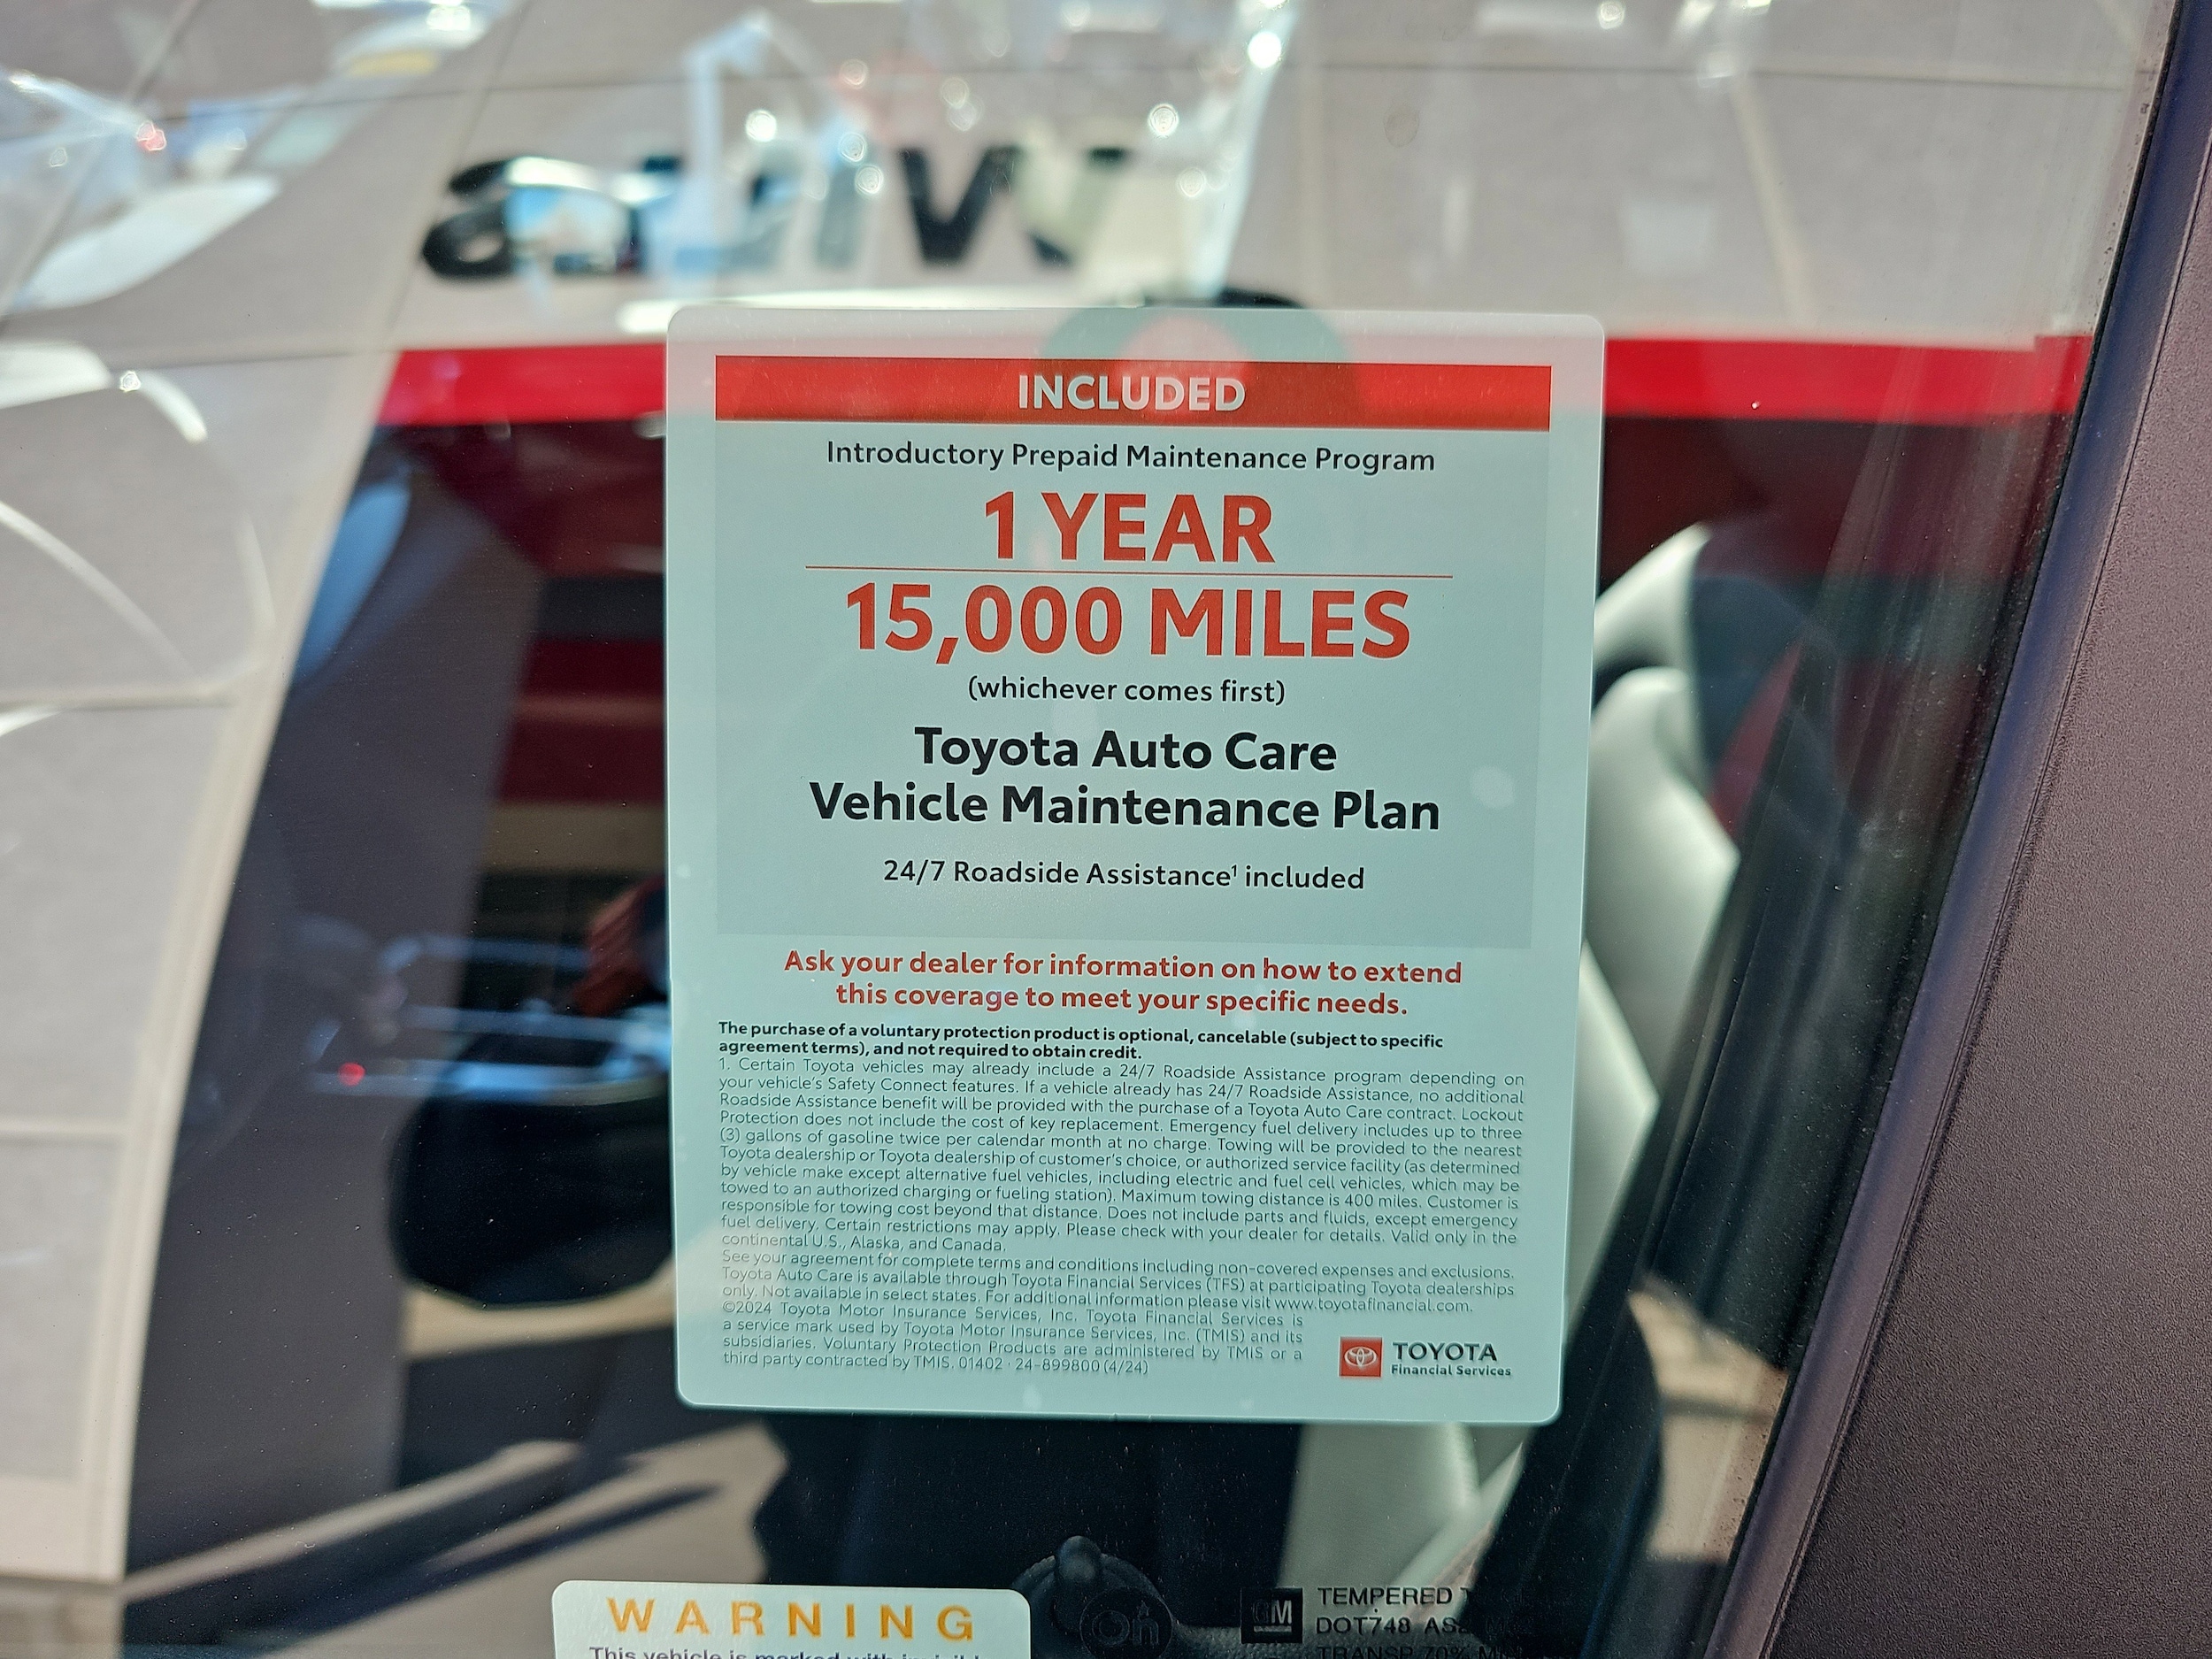 INCLUDED
Introductory Prepaid Maintenance Program
1 YEAR
15,000 MILES
(whichever comes first)
Toyota Auto Care
Vehicle Maintenance Plan
24/7 Roadside Assistance¹ included
Ask your dealer for information on how to extend
this coverage to meet your specific needs.
The purchase of a voluntary protection product is optional, cancelable (subject to specific
agreement terms), and not required to obtain credit.
1. Certain Toyota vehicles may already include a 24/7 Roadside Assistance program depending on
your vehicle's Safety Connect features. If a vehicle already has 24/7 Roadside Assistance, no additional
Roadside Assistance benefit will be provided with the purchase of a Toyota Auto Care contract. Lockout
Protection does not include the cost of key replacement. Emergency fuel delivery includes up to three
(3) gallons of gasoline twice per calendar month at no charge. Towing will be provided to the nearest
Toyota dealership or Toyota dealership of customer's choice, or authorized service facility (as determined
by vehicle make except alternative fuel vehicles, including electric and fuel cell vehicles, which may be
towed to an authorized charging or fueling station). Maximum towing distance is 400 miles. Customer is
responsible for towing cost beyond that distance. Does not include parts and fluids, except emergency
fuel delivery. Certain restrictions may apply. Please check with your dealer for details. Valid only in the
continental U.S., Alaska, and Canada.
See your agreement for complete terms and conditions including non-covered expenses and exclusions.
Toyota Auto Care is available through Toyota Financial Services (TFS) at participating Toyota dealerships
only. Not available in select states. For additional information please visit www.toyotafinancial.com.
©2024 Toyota Motor Insurance Services, Inc. Toyota Financial Services is
a service mark used by Toyota Motor Insurance Services, Inc. (TMIS) and its
subsidiaries. Voluntary Protection Products are administered by TMIS or a
third party contracted by TMIS. 01402 · 24-899800 (4/24)
TOYOTA
Financial Services
WARNING
This vehicle is marked with
On
GM
TEMPERED
DOT748
TRANSP 70%